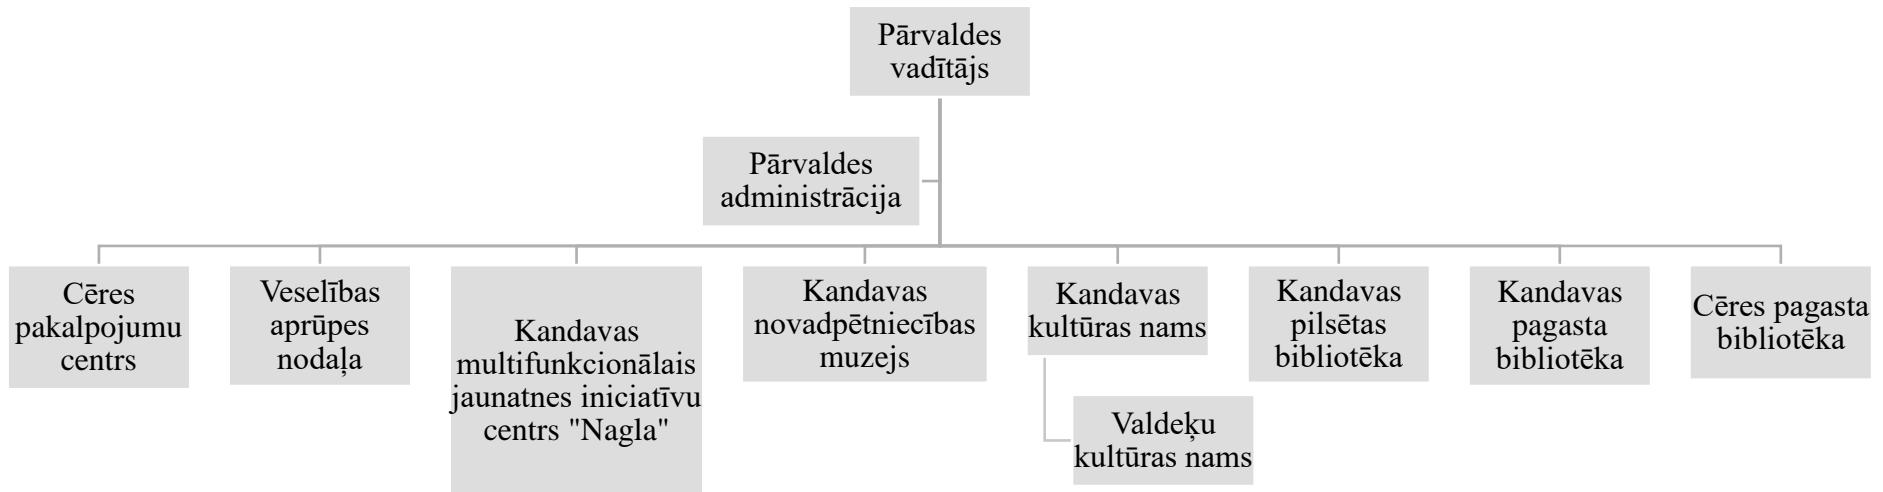 Pārvaldes
vadītājs
Pārvaldes
administrācija
Cēres
pakalpojumu
centrs
Veselības
aprūpes
nodaļa
Kandavas
multifunkcionālais
jaunatnes iniciatīvu
centrs "Nagla"
Kandavas
novadpētniecības
muzejs
Kandavas
kultūras nams
Valdeķu
kultūras nams
Kandavas
pilsētas
bibliotēka
Kandavas
pagasta
bibliotēka
Cēres pagasta
bibliotēka